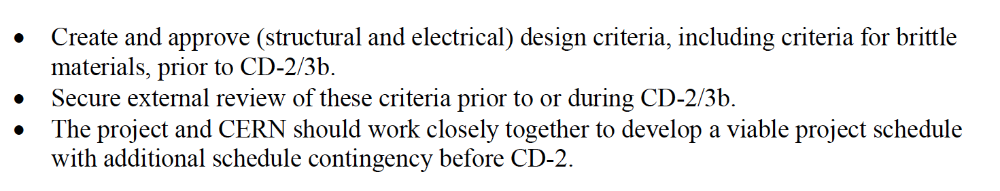 • Create and approve (structural and electrical) design criteria, including criteria for brittle
materials, prior to CD-2/3b.
• Secure external review of these criteria prior to or during CD-2/3b.
• The project and CERN should work closely together to develop a viable project schedule
with additional schedule contingency before CD-2.